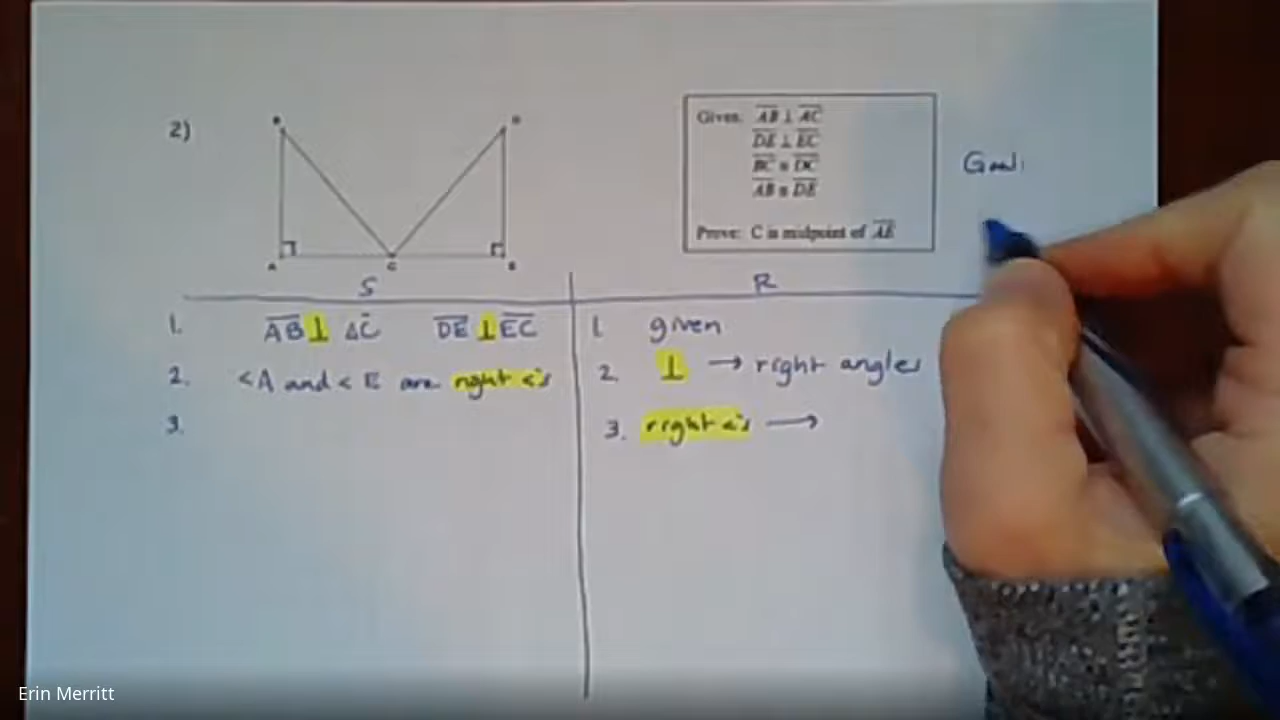 2)
Given: AB ⊥ AC
DE ⊥ EC
BC ≅ DC
AB ≅ DE
Prove: C is midpoint of AE
Goal:
A
C
E
S R
1. AB ⊥ AC DE ⊥ EC 1. given
2. <A and < E are right <'s 2. ⊥ → right angles
3. 3. right <'s →
Erin Merritt